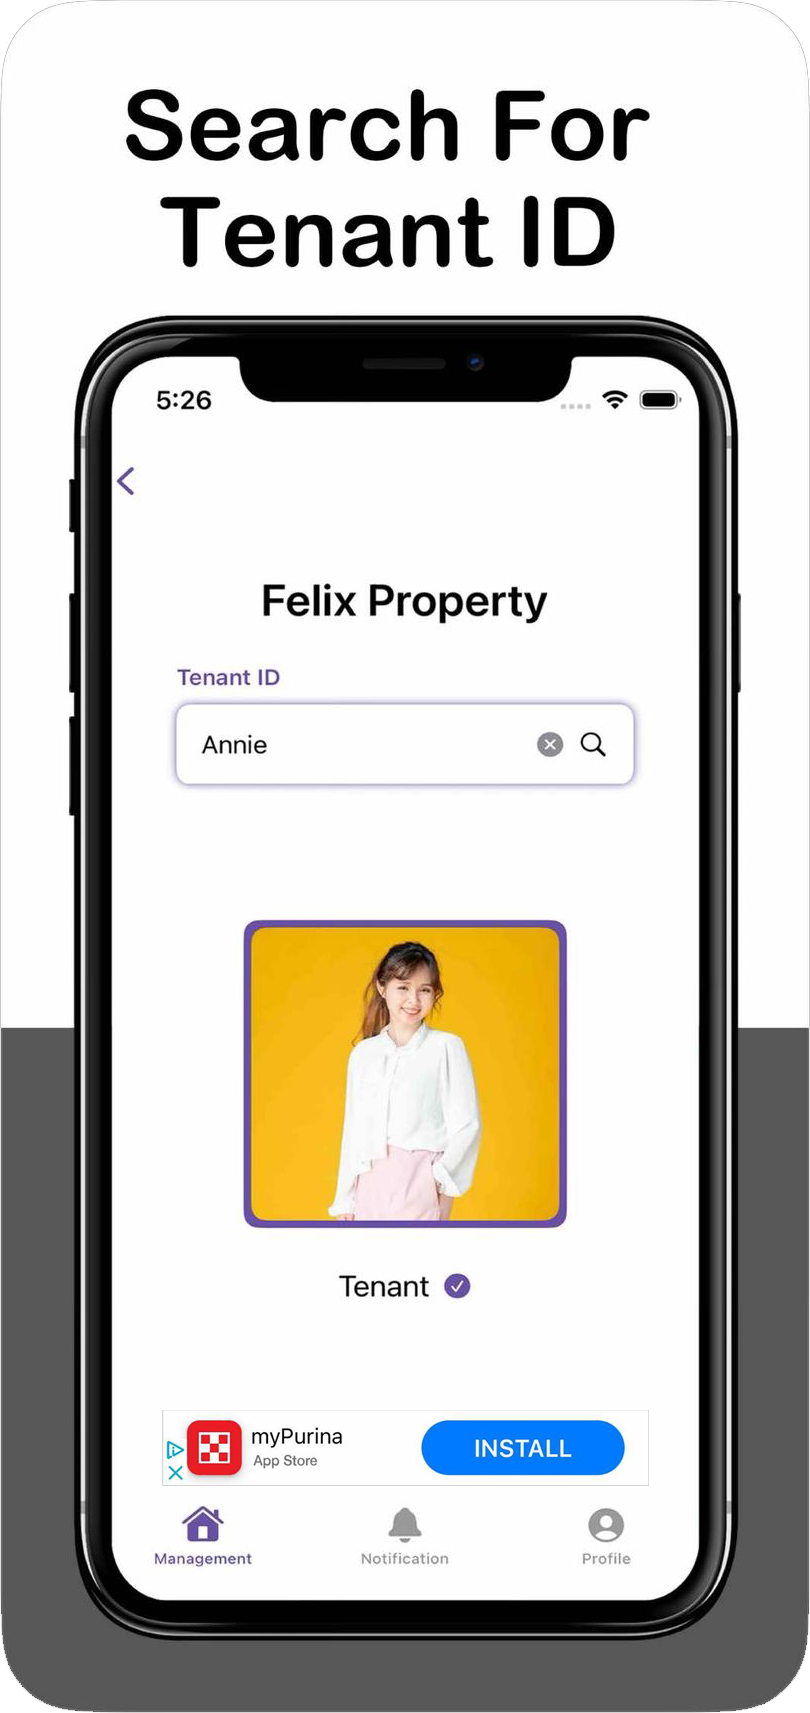 Search For
Tenant ID
5:26
Felix Property
Tenant ID
Annie
Tenant
myPurina
App Store
INSTALL
Management
Notification
Profile